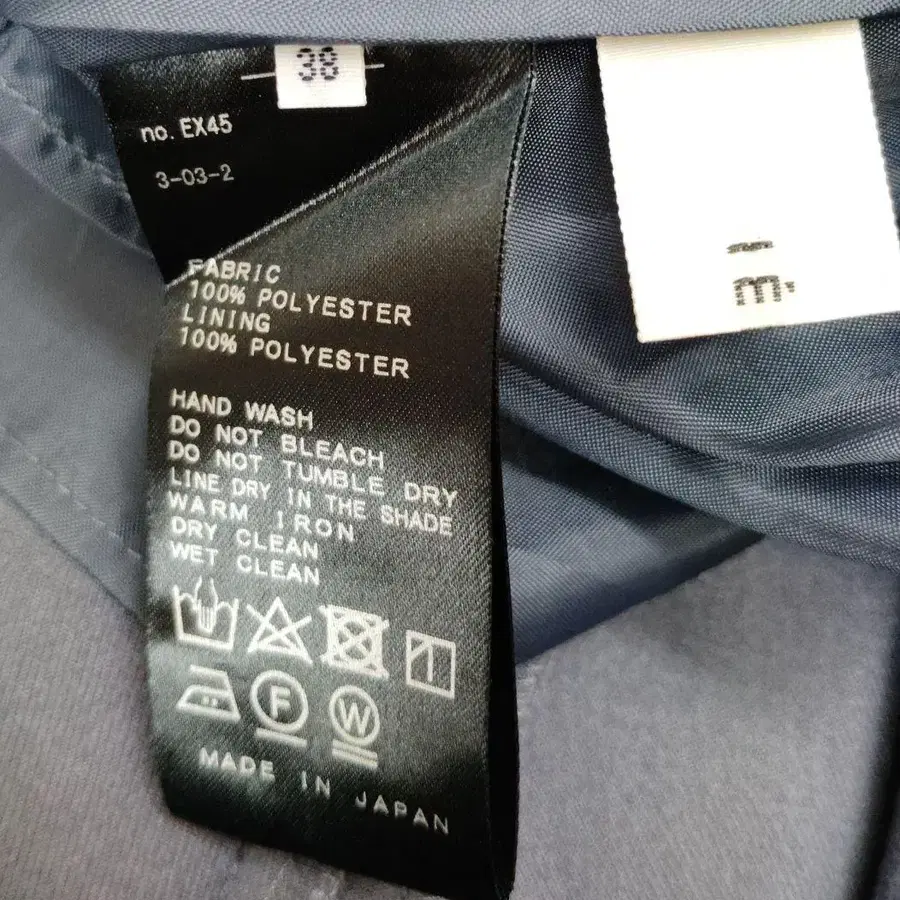 38
no. EX45
3-03-2
FABRIC
100% POLYESTER
LINING
100% POLYESTER
HAND WASH
DO NOT BLEACH
DO NOT TUMBLE DRY
LINE DRY IN THE SHADE
WARM IRON
DRY CLEAN
WET CLEAN
F
W
MADE IN JAPAN
m.